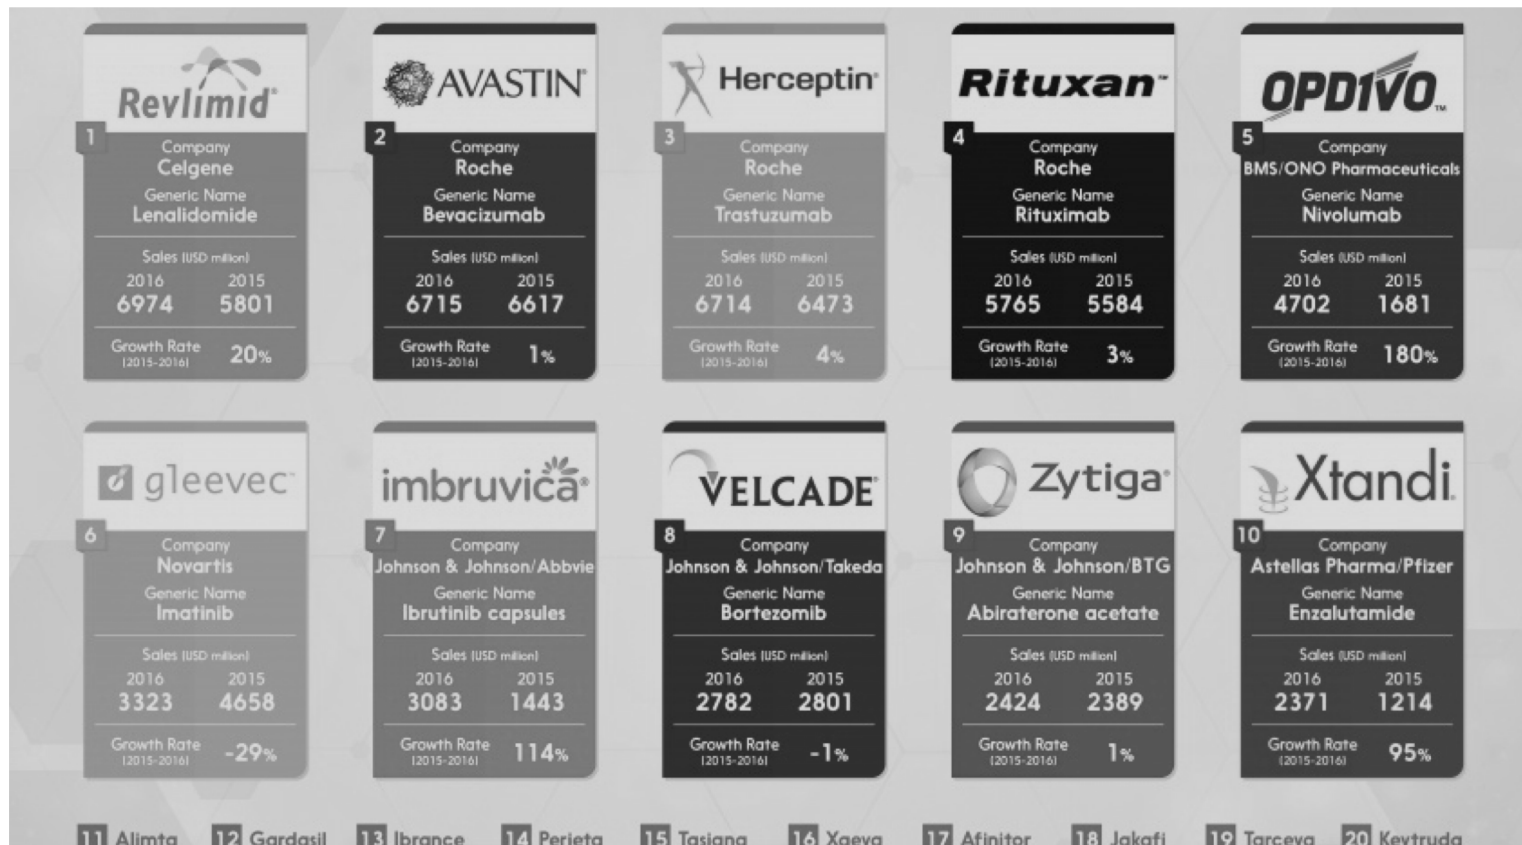 Revlimid®
1
Company
Celgene
Generic Name
Lenalidomide
Sales (USD million)
2016 2015
6974 5801
Growth Rate 20%
(2015-2016)
AVASTIN®
2
Company
Roche
Generic Name
Bevacizumab
Sales (USD million)
2016 2015
6715 6617
Growth Rate 1%
(2015-2016)
Herceptin®
3
Company
Roche
Generic Name
Trastuzumab
Sales (USD million)
2016 2015
6714 6473
Growth Rate 4%
(2015-2016)
Rituxan™
4
Company
Roche
Generic Name
Rituximab
Sales (USD million)
2016 2015
5765 5584
Growth Rate 3%
(2015-2016)
OPD1VO™
5
Company
BMS/ONO Pharmaceuticals
Generic Name
Nivolumab
Sales (USD million)
2016 2015
4702 1681
Growth Rate 180%
(2015-2016)
gleevec™
6
Company
Novartis
Generic Name
Imatinib
Sales (USD million)
2016 2015
3323 4658
Growth Rate -29%
(2015-2016)
imbruvica®
7
Company
Johnson & Johnson/Abbvie
Generic Name
Ibrutinib capsules
Sales (USD million)
2016 2015
3083 1443
Growth Rate 114%
(2015-2016)
VELCADE®
8
Company
Johnson & Johnson/Takeda
Generic Name
Bortezomib
Sales (USD million)
2016 2015
2782 2801
Growth Rate -1%
(2015-2016)
Zytiga®
9
Company
Johnson & Johnson/BTG
Generic Name
Abiraterone acetate
Sales (USD million)
2016 2015
2424 2389
Growth Rate 1%
(2015-2016)
Xtandi
10
Company
Astellas Pharma/Pfizer
Generic Name
Enzalutamide
Sales (USD million)
2016 2015
2371 1214
Growth Rate 95%
(2015-2016)
11 Alimta 12 Gardasil 13 Ibrance 14 Perjeta 15 Tasigna 16 Xgeva 17 Afinitor 18 Jakafi 19 Tarceva 20 Keytruda